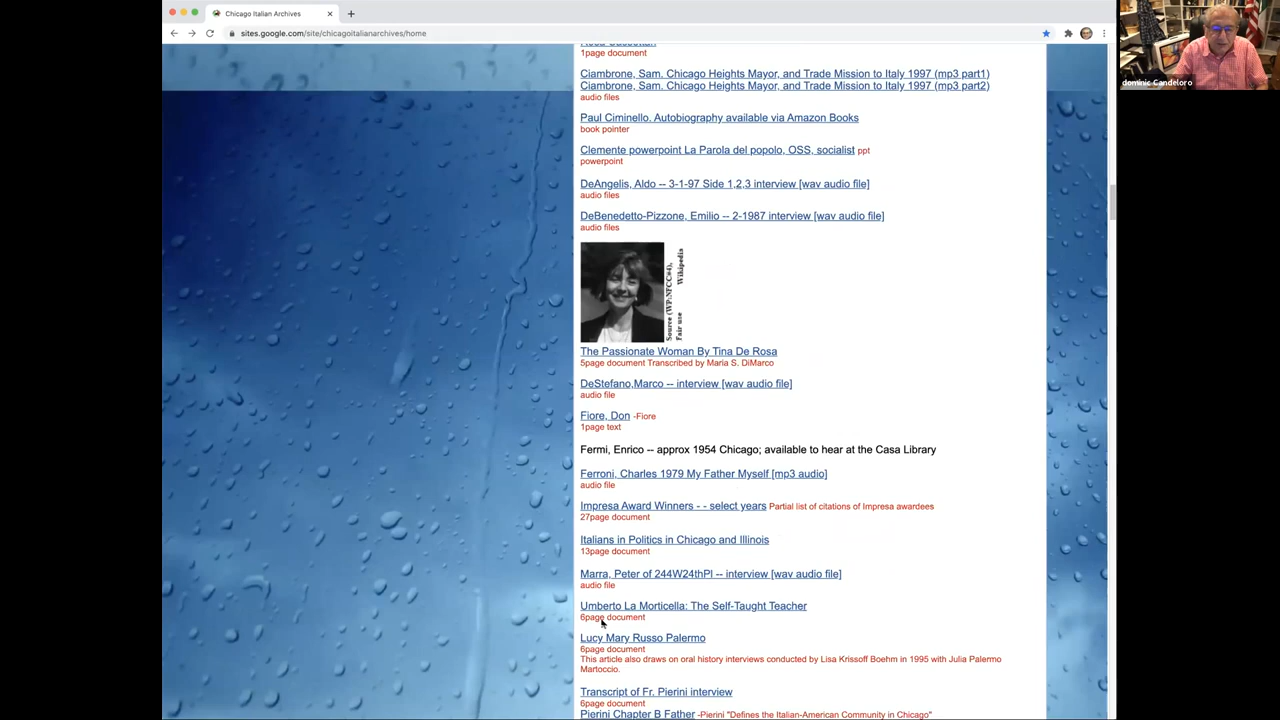 Chicago Italian Archives
sites.google.com/site/chicagoitalianarchives/home
dominic Candeloro
1page document
Ciambrone, Sam. Chicago Heights Mayor, and Trade Mission to Italy 1997 (mp3 part1)
Ciambrone, Sam. Chicago Heights Mayor, and Trade Mission to Italy 1997 (mp3 part2)
audio files
Paul Ciminello. Autobiography available via Amazon Books
book pointer
Clemente powerpoint La Parola del popolo, OSS, socialist ppt
powerpoint
DeAngelis, Aldo -- 3-1-97 Side 1,2,3 interview [wav audio file]
audio files
DeBenedetto-Pizzone, Emilio -- 2-1987 interview [wav audio file]
audio files
Source (WP:NFCC#4),
Fair use Wikipedia
The Passionate Woman By Tina De Rosa
5page document Transcribed by Maria S. DiMarco
DeStefano,Marco -- interview [wav audio file]
audio file
Fiore, Don -Fiore
1page text
Fermi, Enrico -- approx 1954 Chicago; available to hear at the Casa Library
Ferroni, Charles 1979 My Father Myself [mp3 audio]
audio file
Impresa Award Winners - - select years Partial list of citations of Impresa awardees
27page document
Italians in Politics in Chicago and Illinois
13page document
Marra, Peter of 244W24thPl -- interview [wav audio file]
audio file
Umberto La Morticella: The Self-Taught Teacher
6page document
Lucy Mary Russo Palermo
6page document
This article also draws on oral history interviews conducted by Lisa Krissoff Boehm in 1995 with Julia Palermo
Martoccio.
Transcript of Fr. Pierini interview
6page document
Pierini Chapter B Father -Pierini "Defines the Italian-American Community in Chicago"